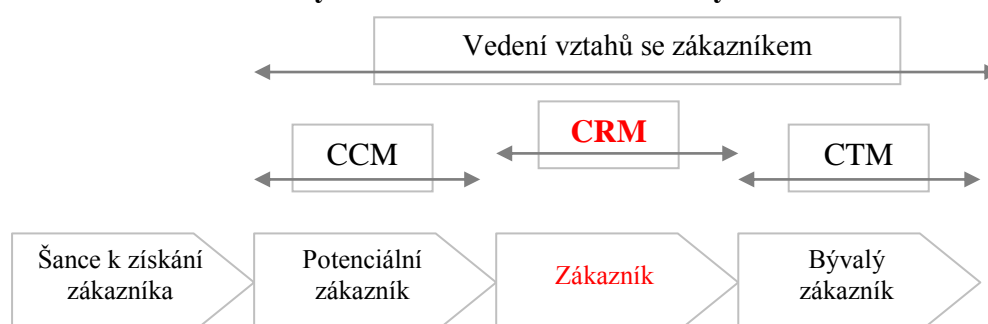 Vedení vztahů se zákazníkem
CRM
CCM
CTM
Šance k získání
zákazníka
Potenciální
zákazník
Zákazník
Bývalý
zákazník